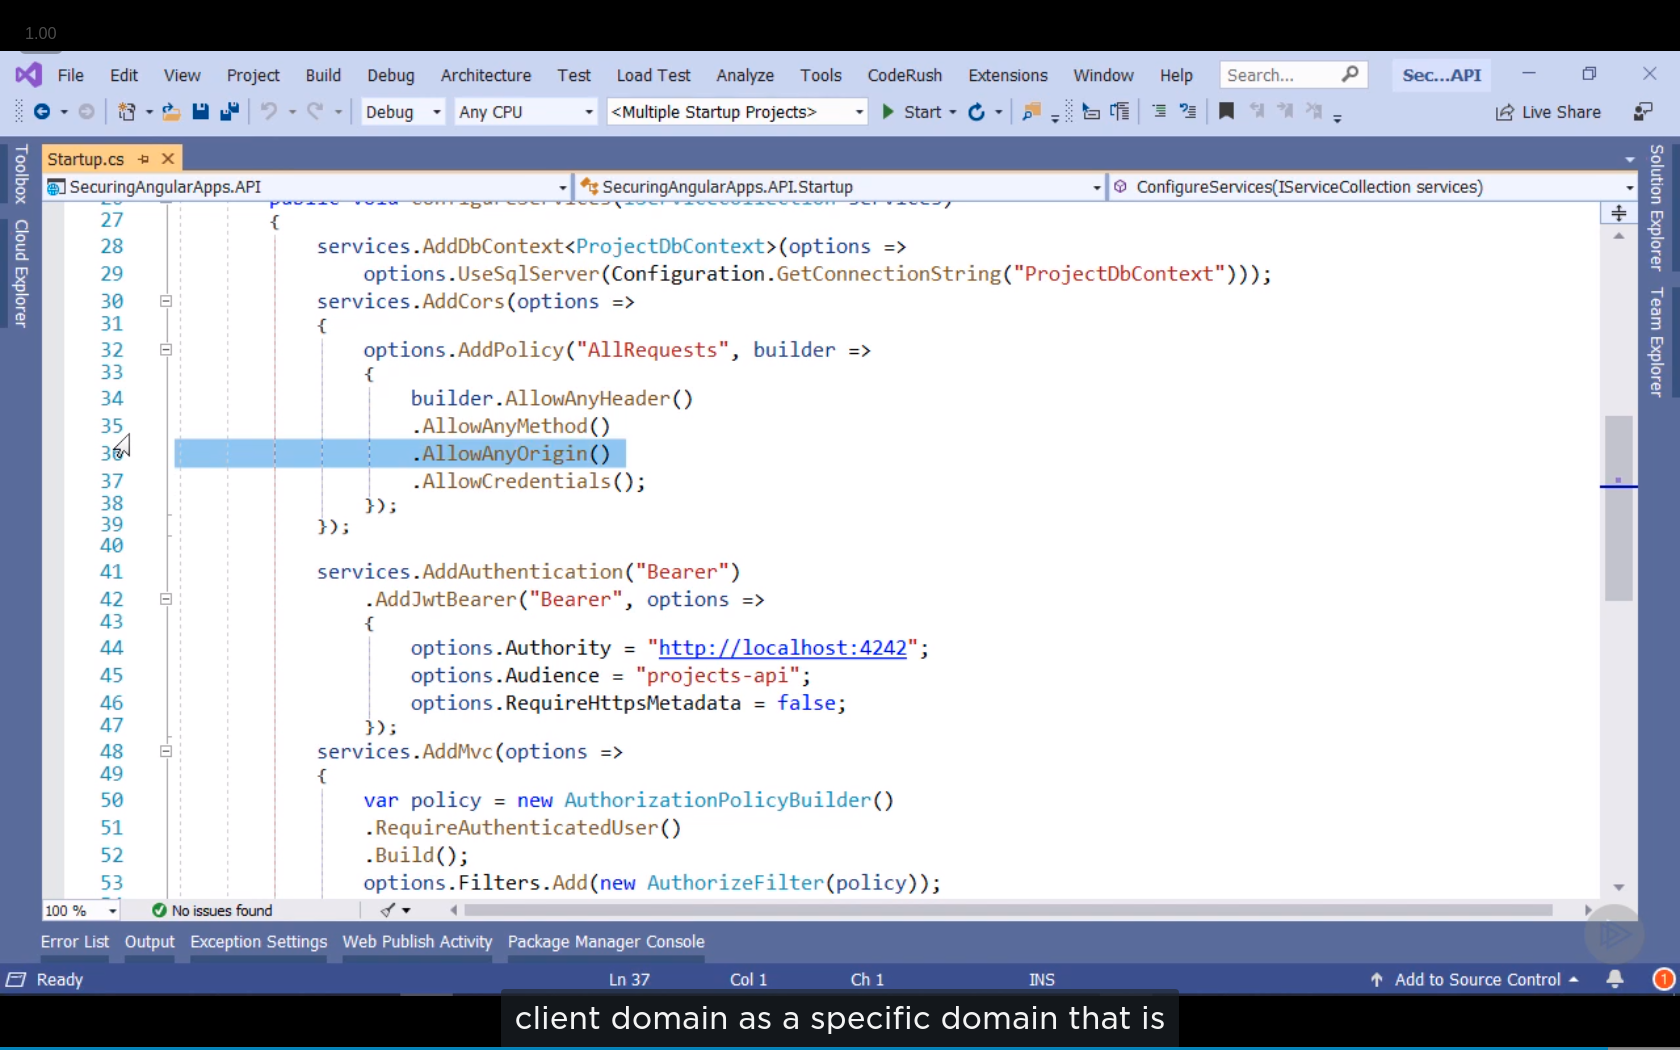 1.00
File Edit View Project Build Debug Architecture Test Load Test Analyze Tools CodeRush Extensions Window Help Search... Sec...API
Debug Any CPU <Multiple Startup Projects> Start Live Share
Startup.cs
SecuringAngularApps.API SecuringAngularApps.API.Startup ConfigureServices(IServiceCollection services)
Toolbox
Cloud Explorer
Solution Explorer
Team Explorer
26 public void ConfigureServices(IServiceCollection services)
27 {
28 services.AddDbContext<ProjectDbContext>(options =>
29 options.UseSqlServer(Configuration.GetConnectionString("ProjectDbContext")));
30 services.AddCors(options =>
31 {
32 options.AddPolicy("AllRequests", builder =>
33 {
34 builder.AllowAnyHeader()
35 .AllowAnyMethod()
36 .AllowAnyOrigin()
37 .AllowCredentials();
38 });
39 });
40
41 services.AddAuthentication("Bearer")
42 .AddJwtBearer("Bearer", options =>
43 {
44 options.Authority = "http://localhost:4242";
45 options.Audience = "projects-api";
46 options.RequireHttpsMetadata = false;
47 });
48 services.AddMvc(options =>
49 {
50 var policy = new AuthorizationPolicyBuilder()
51 .RequireAuthenticatedUser()
52 .Build();
53 options.Filters.Add(new AuthorizeFilter(policy));
100 % No issues found
Error List Output Exception Settings Web Publish Activity Package Manager Console
Ready Ln 37 Col 1 Ch 1 INS Add to Source Control 1
client domain as a specific domain that is